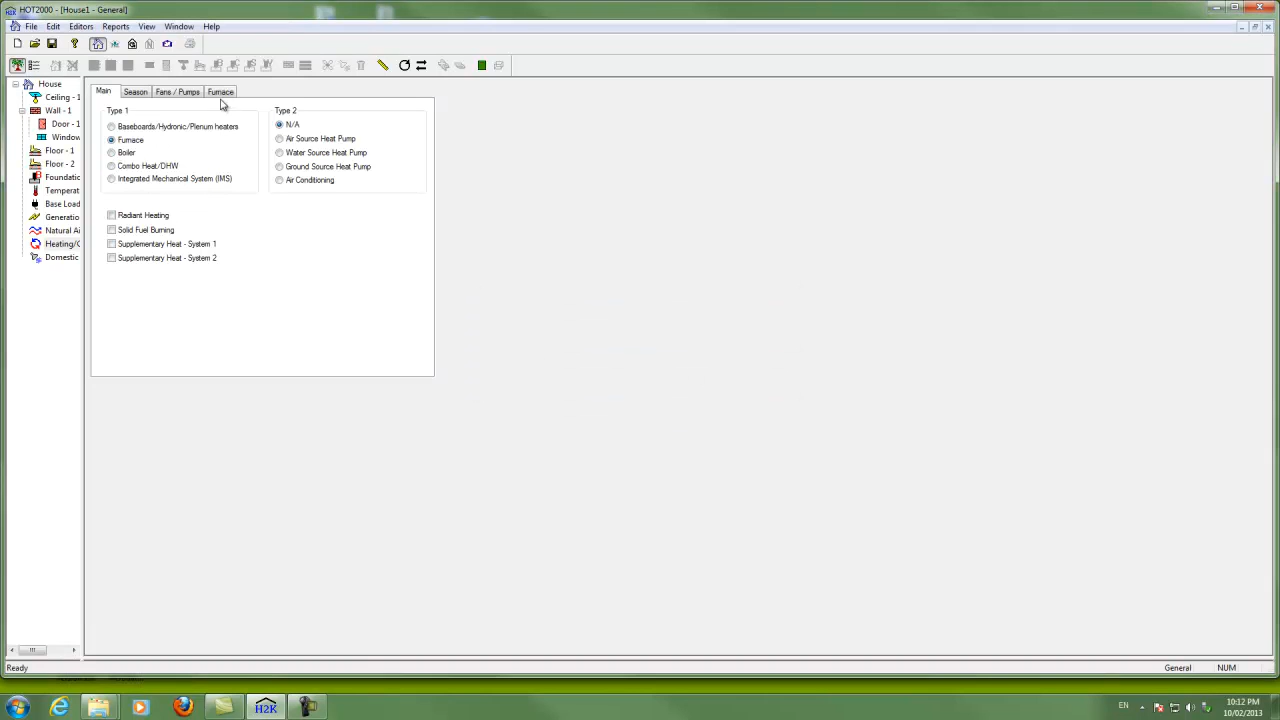 HOT2000 - [House1 - General]
File Edit Editors Reports View Window Help
House
Ceiling - 1
Wall - 1
Door - 1
Window
Floor - 1
Floor - 2
Foundatic
Temperat
Base Load
Generatio
Natural Ai
Heating/C
Domestic
Main Season Fans / Pumps Furnace
Type 1
Baseboards/Hydronic/Plenum heaters
Furnace
Boiler
Combo Heat/DHW
Integrated Mechanical System (IMS)
Type 2
N/A
Air Source Heat Pump
Water Source Heat Pump
Ground Source Heat Pump
Air Conditioning
Radiant Heating
Solid Fuel Burning
Supplementary Heat - System 1
Supplementary Heat - System 2
Ready General NUM
H2K
EN
10:12 PM
10/02/2013